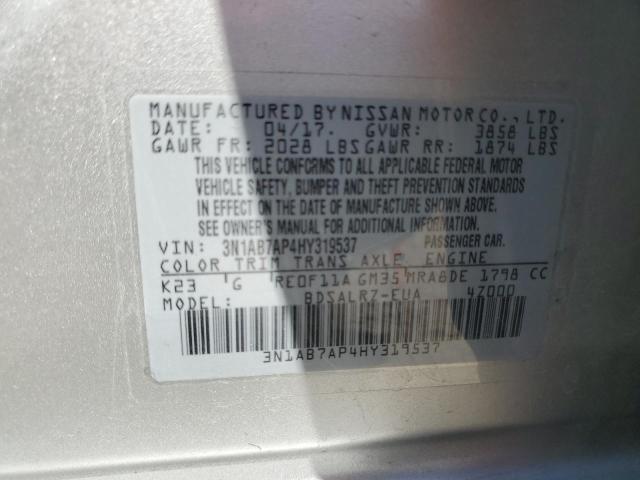 MANUFACTURED BY NISSAN MOTOR CO., LTD.
DATE: 04/17. GVWR: 3858 LBS
GAWR FR: 2028 LBS GAWR RR: 1874 LBS
THIS VEHICLE CONFORMS TO ALL APPLICABLE FEDERAL MOTOR
VEHICLE SAFETY, BUMPER AND THEFT PREVENTION STANDARDS
IN EFFECT ON THE DATE OF MANUFACTURE SHOWN ABOVE.
SEE OWNER'S MANUAL FOR ADDITIONAL INFORMATION.
VIN: 3N1AB7AP4HY319537 PASSENGER CAR.
COLOR TRIM TRANS AXLE ENGINE
K23 G RE0F11A GM35 MRA8DE 1798 CC
MODEL: BDSALRZ-EUA 4Z000
3N1AB7AP4HY319537